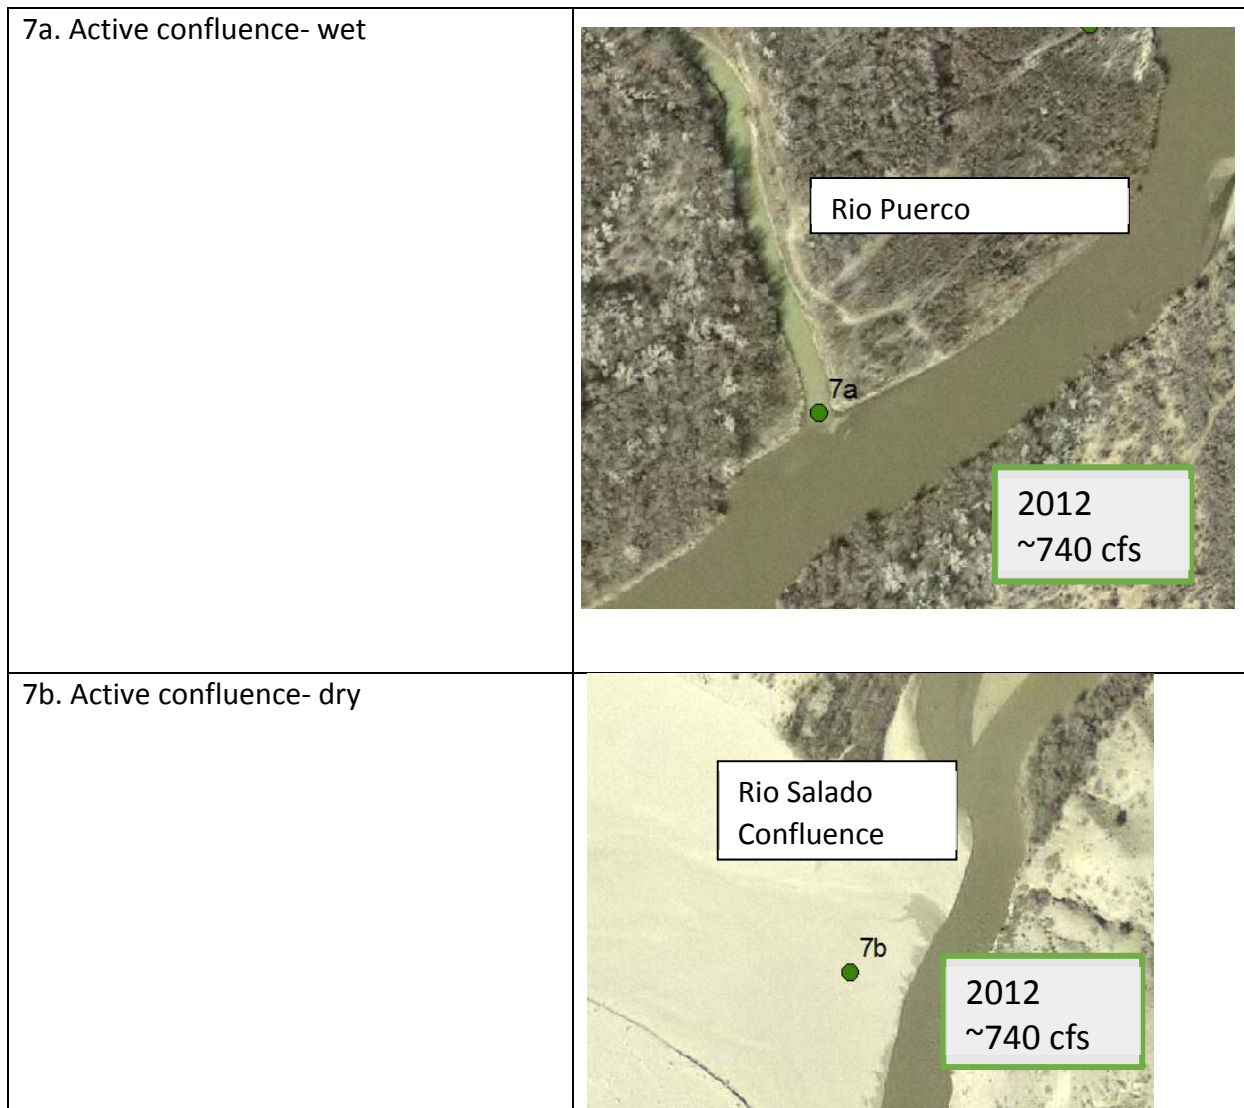 7a. Active confluence- wet
Rio Puerco
7a
2012
~740 cfs
7b. Active confluence- dry
Rio Salado
Confluence
7b
2012
~740 cfs